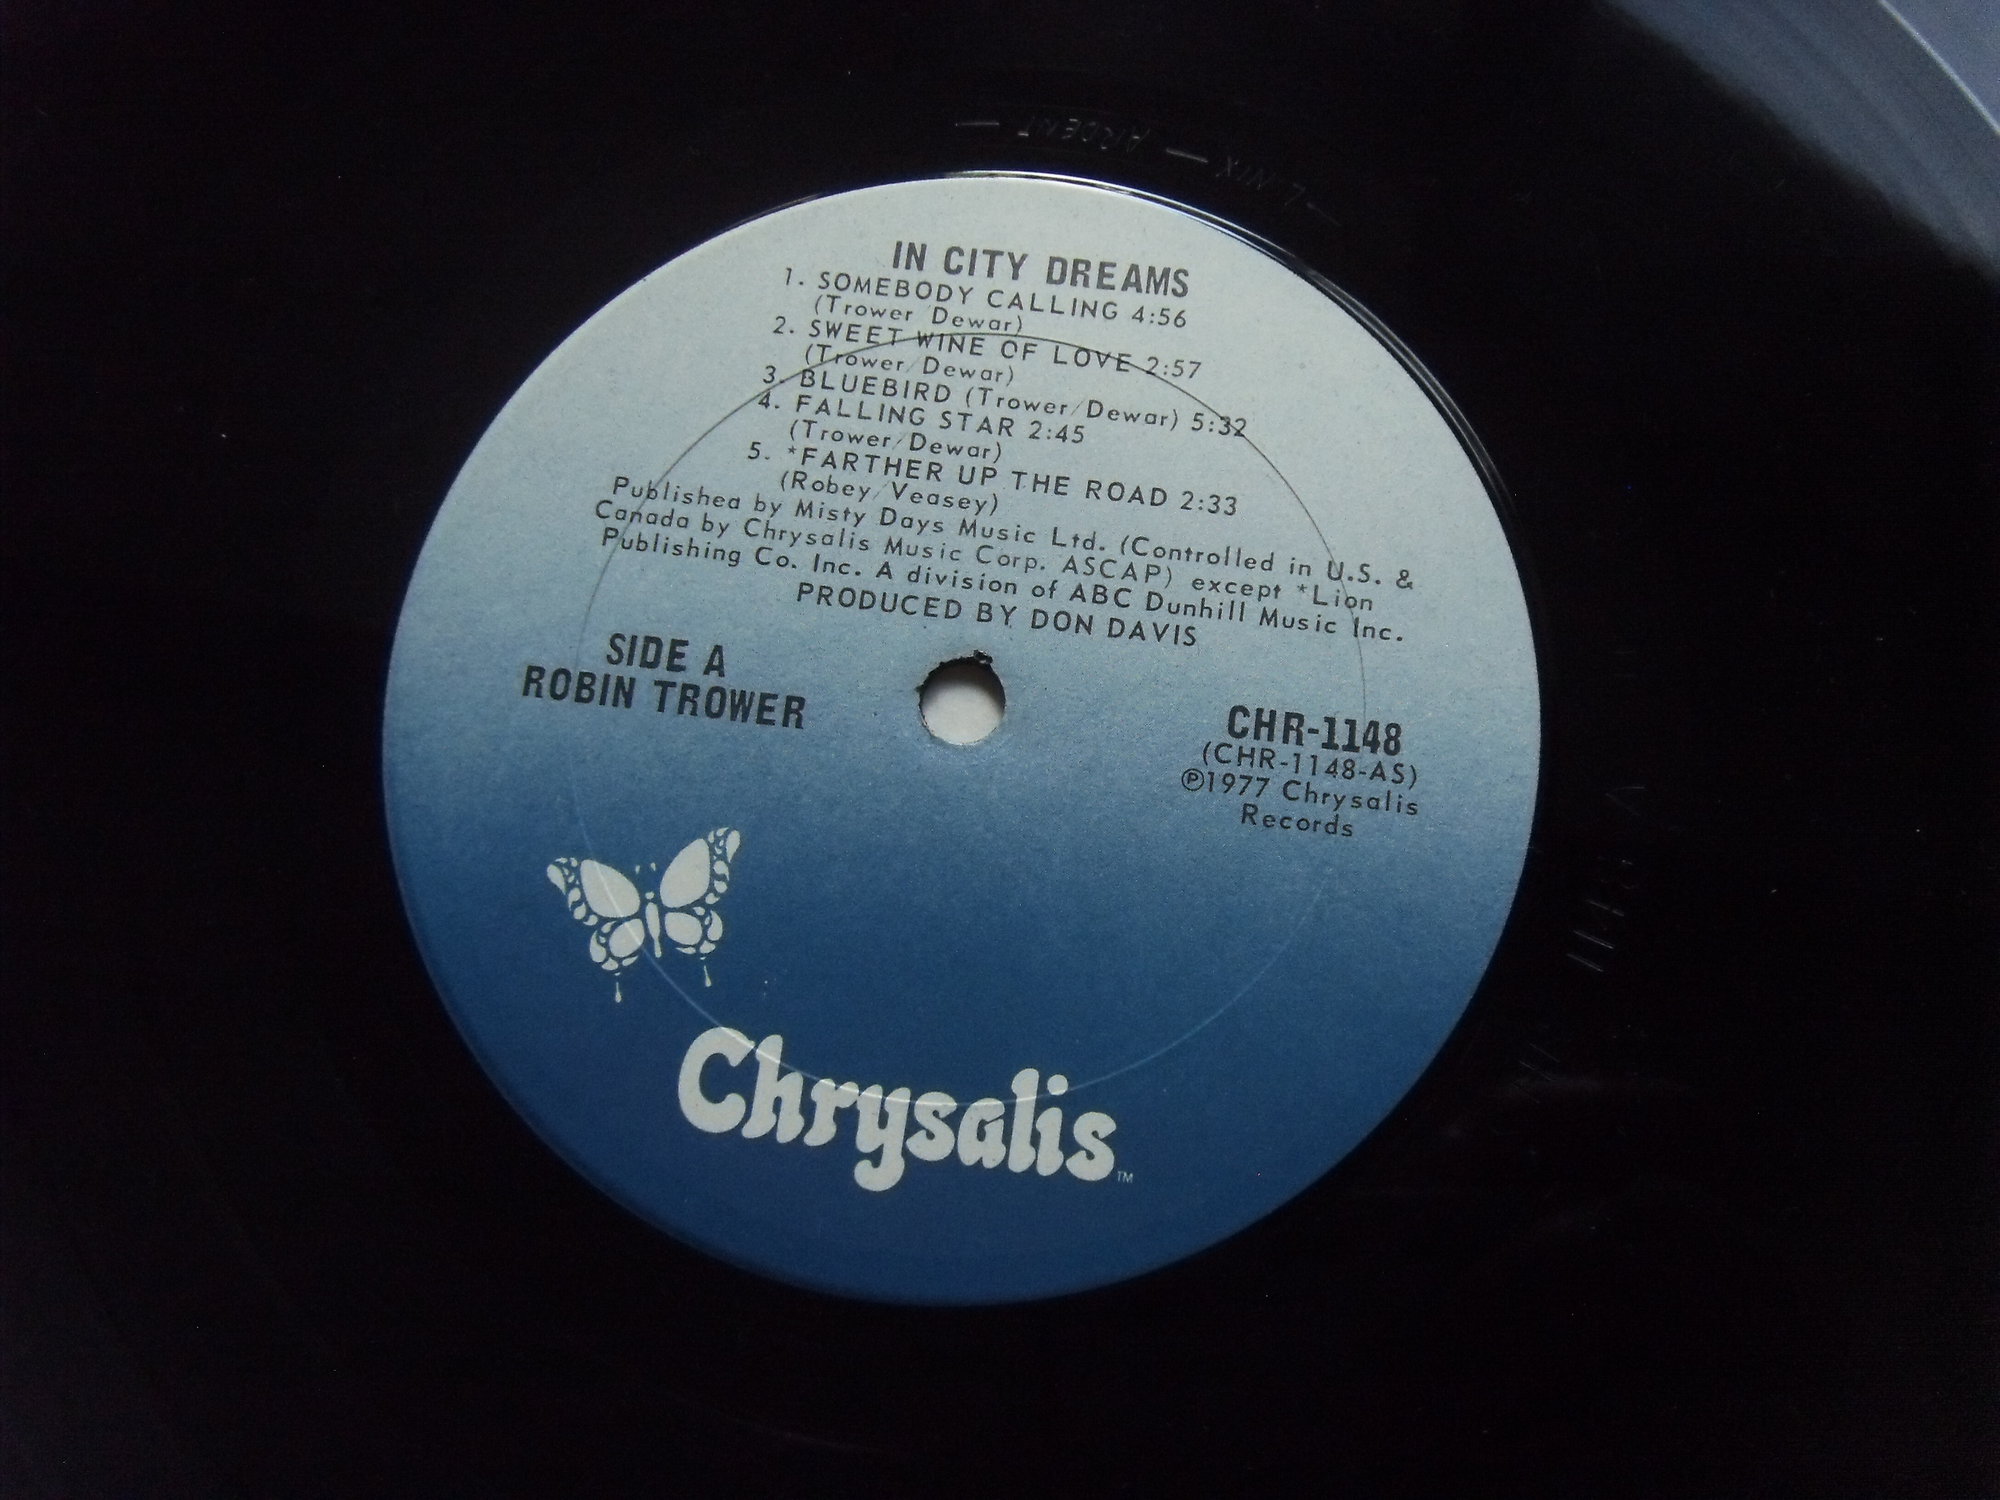 IN CITY DREAMS
1. SOMEBODY CALLING 4:56
(Trower/Dewar)
2. SWEET WINE OF LOVE 2:57
(Trower/Dewar)
3. BLUEBIRD (Trower/Dewar) 5:32
4. FALLING STAR 2:45
(Trower/Dewar)
5. *FARTHER UP THE ROAD 2:33
(Robey/Veasey)
Published by Misty Days Music Ltd. (Controlled in U.S. &
Canada by Chrysalis Music Corp. ASCAP) except *Lion
Publishing Co. Inc. A division of ABC Dunhill Music Inc.
PRODUCED BY DON DAVIS
SIDE A
ROBIN TROWER
CHR-1148
(CHR-1148-AS)
℗1977 Chrysalis
Records
Chrysalis™
ARDENT